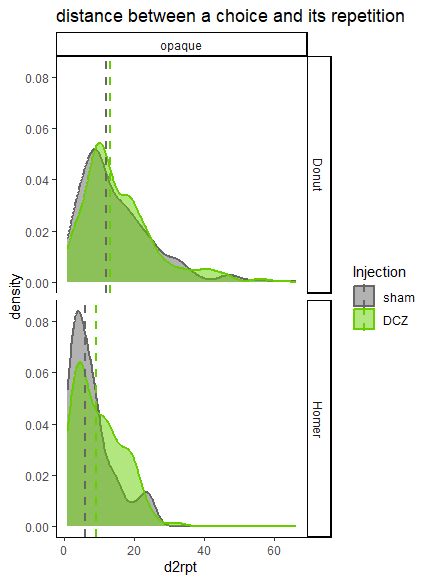 distance between a choice and its repetition
opaque
0.08
0.06
0.04
0.02
0.00
Donut
0.08
0.06
0.04
0.02
0.00
Homer
density
0
20
40
60
d2rpt
Injection
sham
DCZ